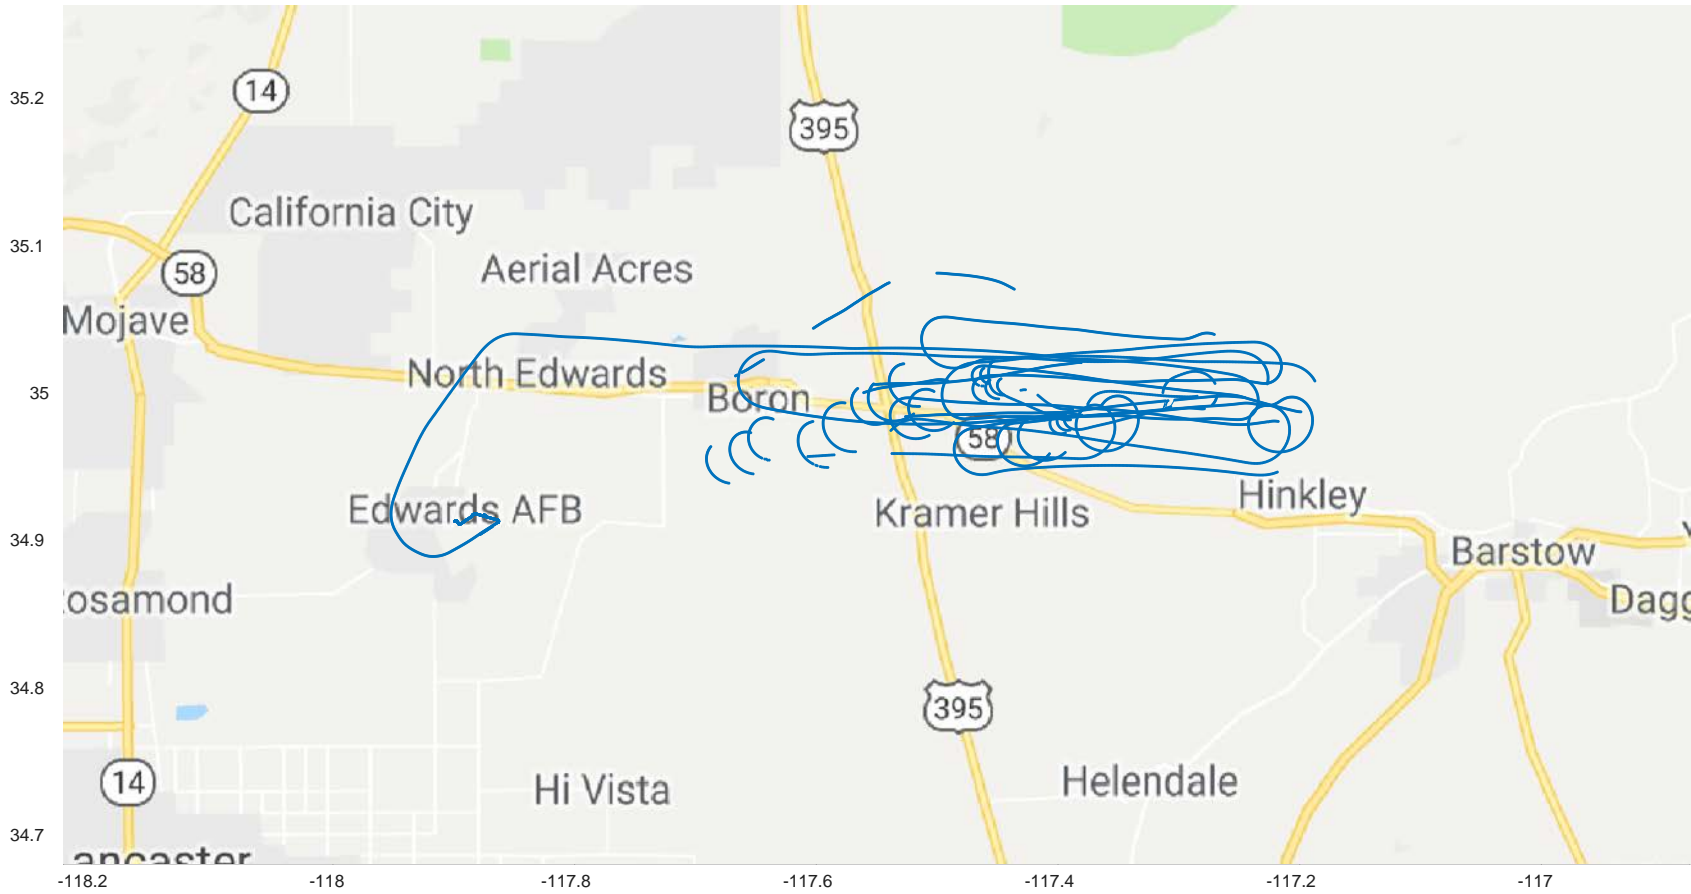 35.2
14
395
California City
35.1
Aerial Acres
58
Mojave
North Edwards
35
Boron
58
Edwards AFB
Kramer Hills
Hinkley
34.9
Barstow
osamond
Dagg
34.8
395
14
Hi Vista
Helendale
34.7
ancaster
-118.2
-118
-117.8
-117.6
-117.4
-117.2
-117